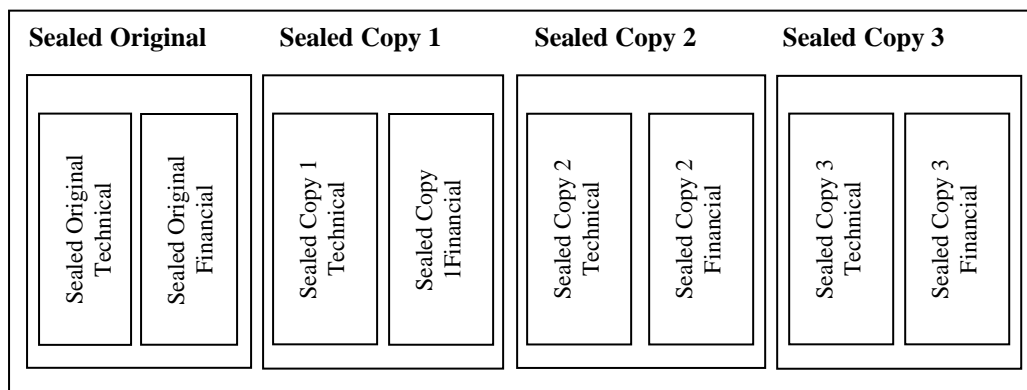 Sealed Original
Sealed Copy 1
Sealed Copy 2
Sealed Copy 3
Sealed Original
Technical
Sealed Original
Financial
Sealed Copy 1
Technical
Sealed Copy
1Financial
Sealed Copy 2
Technical
Sealed Copy 2
Financial
Sealed Copy 3
Technical
Sealed Copy 3
Financial